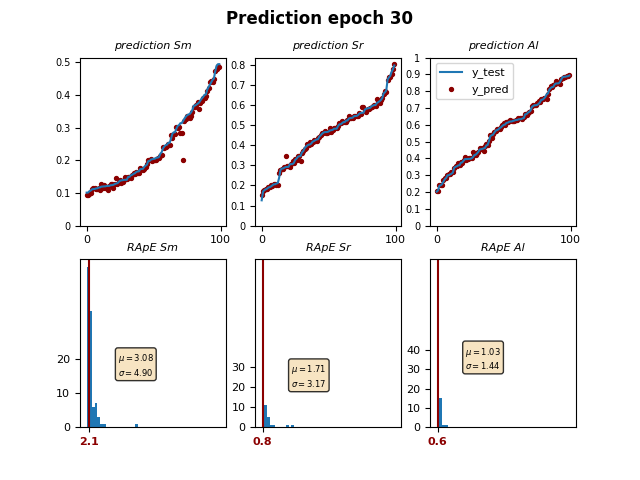 Prediction epoch 30
prediction Sm
prediction Sr
prediction Al
0.5
0.4
0.3
0.2
0.1
0
0 100
0.8
0.7
0.6
0.5
0.4
0.3
0.2
0.1
0
0 100
1
0.9
0.8
0.7
0.6
0.5
0.4
0.3
0.2
0.1
0
0 100
y_test
y_pred
RApE Sm
RApE Sr
RApE Al
20
10
0
μ = 3.08
σ = 4.90
2.1
30
20
10
0
μ = 1.71
σ = 3.17
0.8
40
30
20
10
0
μ = 1.03
σ = 1.44
0.6